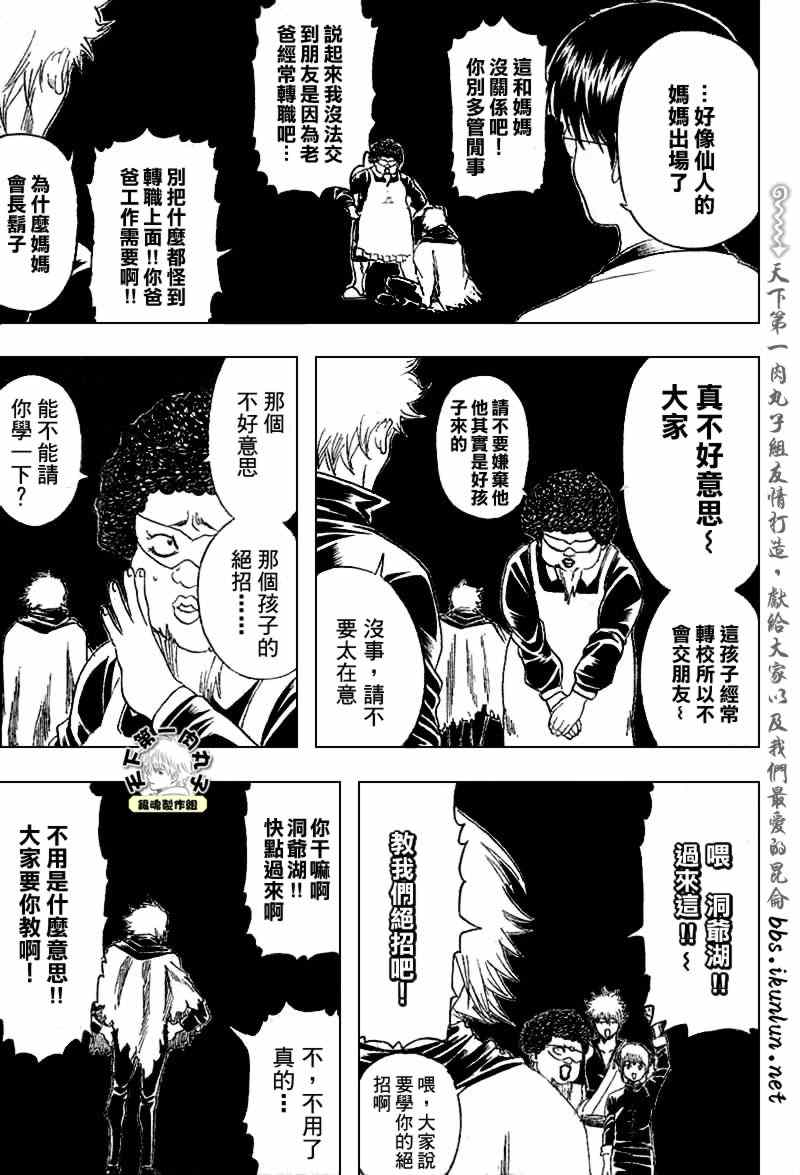 …好像仙人的
媽媽出場了
這和媽媽
沒關係吧！
你別多管閒事
說起來我沒法交
到朋友是因為老
爸經常轉職吧…
別把什麼都怪到
轉職上面!!你爸
爸工作需要啊!!
為什麼媽媽
會長鬍子
真不好意思～
大家
這孩子經常
轉校所以不
會交朋友～
請不要嫌棄他
他其實是好孩
子來的
沒事，請不
要太在意
那個
不好意思
那個孩子的
絕招……
能不能請
你學一下？
喂　洞爺湖!!
過來這!!～
教我們絕招吧！
喂，大家說
要學你的絕
招啊
你干嘛啊
洞爺湖!!
快點過來啊
不，不用了
真的…
不用是什麼意思!!
大家要你教啊！
天下第一肉丸子
銀魂製作組
天下第一肉丸子組友情打造，獻給大家以及我們最愛的昆侖 bbs.ikunlun.net